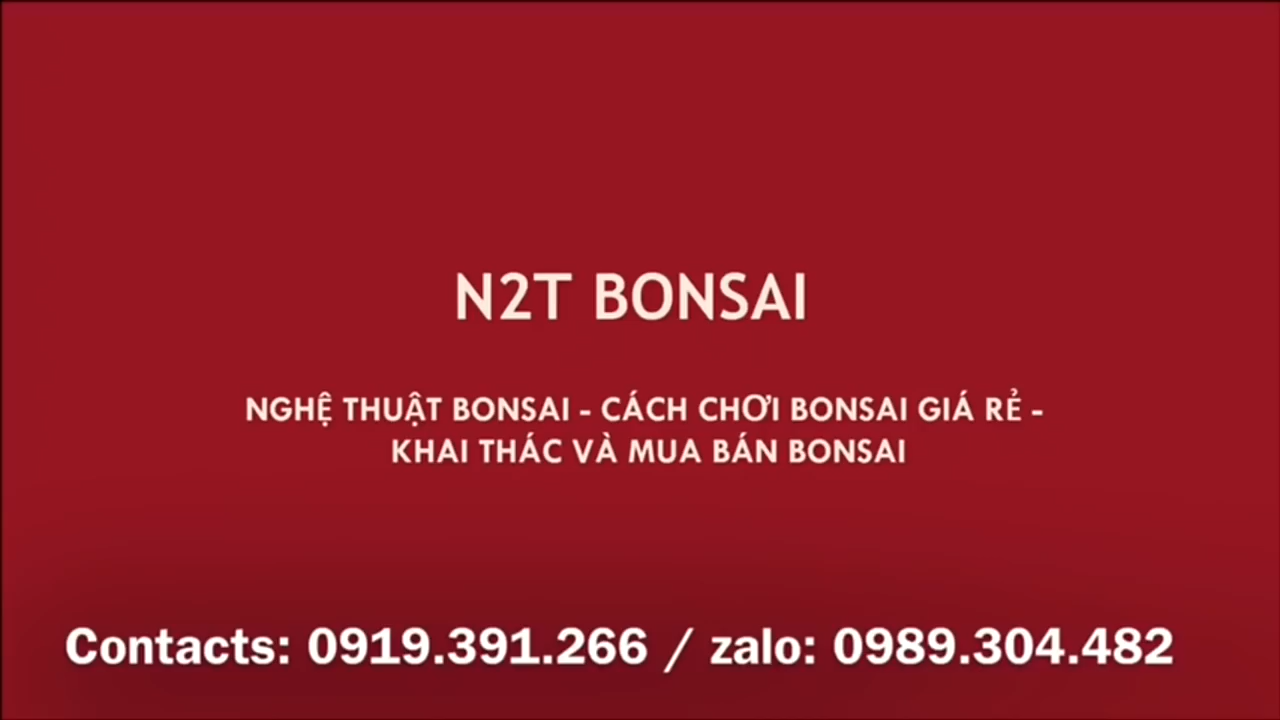 N2T BONSAI
NGHỆ THUẬT BONSAI - CÁCH CHƠI BONSAI GIÁ RẺ -
KHAI THÁC VÀ MUA BÁN BONSAI
Contacts: 0919.391.266 / zalo: 0989.304.482